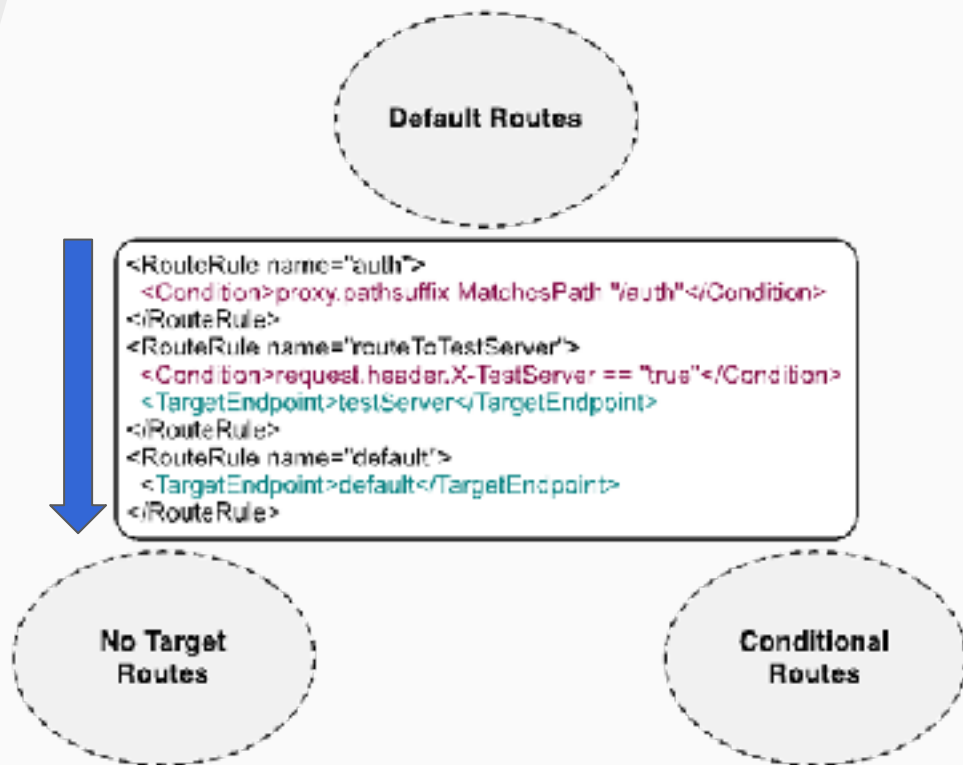 Default Routes
<RouteRule name="auth">
<Condition>proxy.pathsuffix MatchesPath "/auth"</Condition>
</RouteRule>
<RouteRule name="routeToTestServer">
<Condition>request.header.X-TestServer == "true"</Condition>
<TargetEndpoint>testServer</TargetEndpoint>
</RouteRule>
<RouteRule name="default">
<TargetEndpoint>default</TargetEndpoint>
</RouteRule>
No Target
Routes
Conditional
Routes